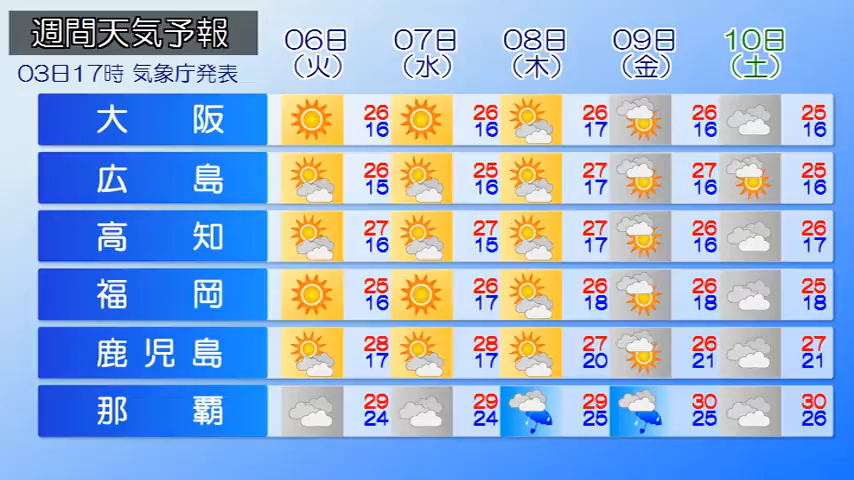 週間天気予報
03日17時 気象庁発表
06日 07日 08日 09日 10日
(火) (水) (木) (金) (土)
大阪 26 16 26 16 26 17 26 16 25 16
広島 26 15 25 16 27 17 27 16 25 16
高知 27 16 27 15 27 17 26 16 26 17
福岡 25 16 26 17 26 18 26 18 25 18
鹿児島 28 17 28 17 27 20 26 21 27 21
那覇 29 24 29 24 29 25 30 25 30 26